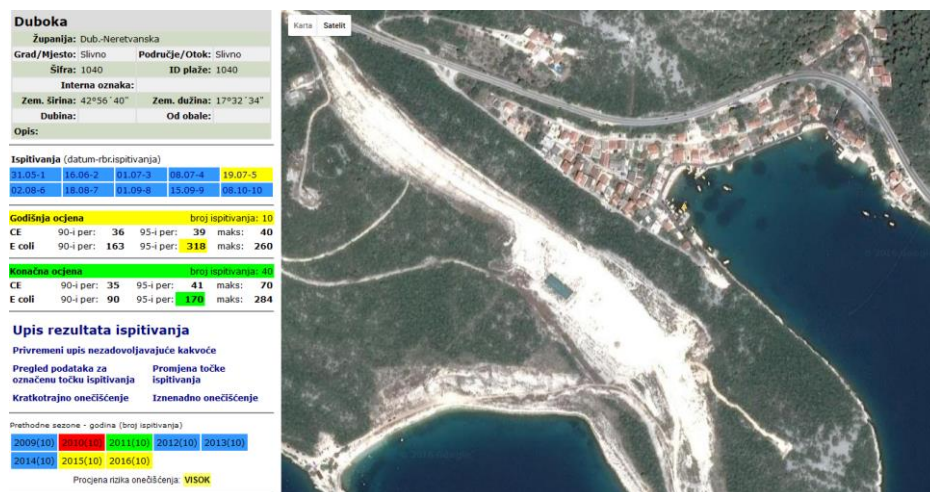 Duboka
Županija: Dub.-Neretvanska
Grad/Mjesto: Slivno Područje/Otok: Slivno
Šifra: 1040 ID plaže: 1040
Interna oznaka:
Zem. širina: 42°56´40" Zem. dužina: 17°32´34"
Dubina: Od obale:
Opis:
Ispitivanja (datum-rbr.ispitivanja)
31.05-1 16.06-2 01.07-3 08.07-4 19.07-5
02.08-6 18.08-7 01.09-8 15.09-9 08.10-10
Godišnja ocjena broj ispitivanja: 10
CE 90-i per: 36 95-i per: 39 maks: 40
E coli 90-i per: 163 95-i per: 318 maks: 260
Konačna ocjena broj ispitivanja: 40
CE 90-i per: 35 95-i per: 41 maks: 70
E coli 90-i per: 90 95-i per: 170 maks: 284
Upis rezultata ispitivanja
Privremeni upis nezadovoljavajuće kakvoće
Pregled podataka za označenu točku ispitivanja
Promjena točke ispitivanja
Kratkotrajno onečišćenje Iznenadno onečišćenje
Prethodne sezone - godina (broj ispitivanja)
2009(10) 2010(10) 2011(10) 2012(10) 2013(10)
2014(10) 2015(10) 2016(10)
Procjena rizika onečišćenja: VISOK
Karta Satelit